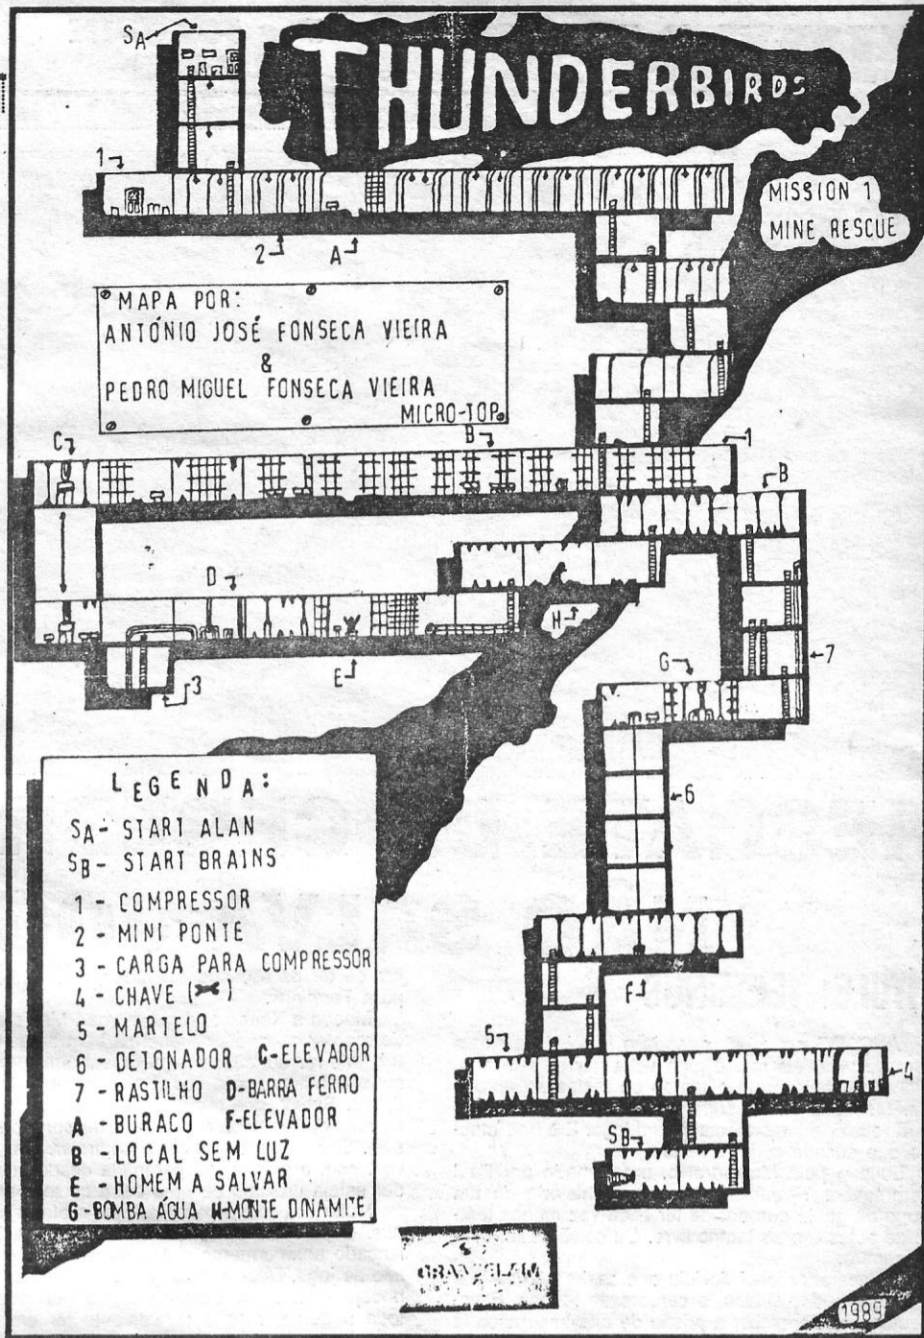 SA
THUNDERBIRDS
1
MISSION 1
MINE RESCUE
2
A
MAPA POR:
ANTÓNIO JOSÉ FONSECA VIEIRA
&
PEDRO MIGUEL FONSECA VIEIRA
MICRO-TOP
C
B
1
B
D
H
7
E
3
G
6
LEGENDA:
SA- START ALAN
SB- START BRAINS
1 - COMPRESSOR
2 - MINI PONTE
3 - CARGA PARA COMPRESSOR
4 - CHAVE ( )
5 - MARTELO
6 - DETONADOR C-ELEVADOR
7 - RASTILHO D-BARRA FERRO
A - BURACO F-ELEVADOR
B - LOCAL SEM LUZ
E - HOMEM A SALVAR
G-BOMBA AGUA H-MONTE DINAMITE
F
5
4
SB
GRANDSLAM
1989